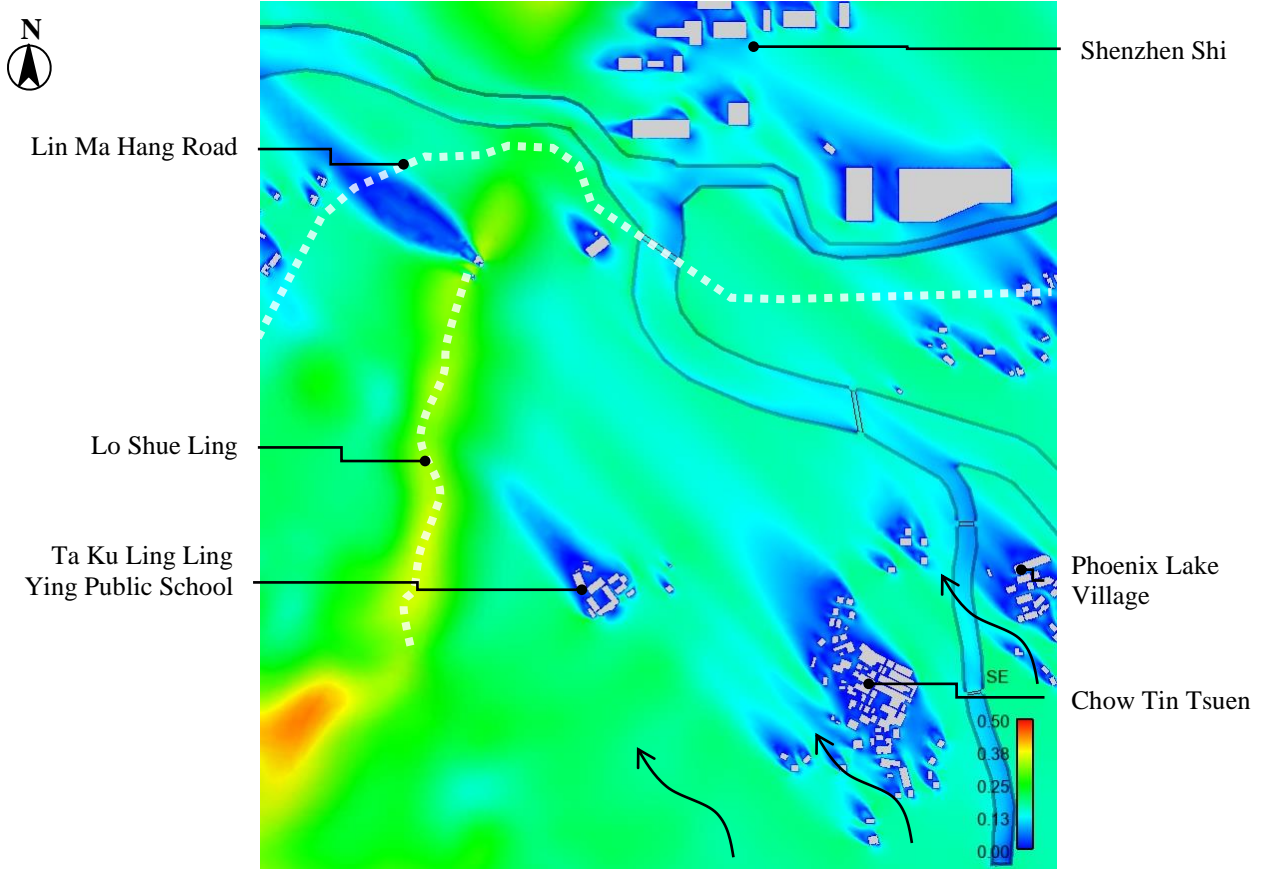 N
Shenzhen Shi
Lin Ma Hang Road
Lo Shue Ling
Ta Ku Ling Ling
Ying Public School
Phoenix Lake
Village
SE
Chow Tin Tsuen
0.50
0.38
0.25
0.13
0.00